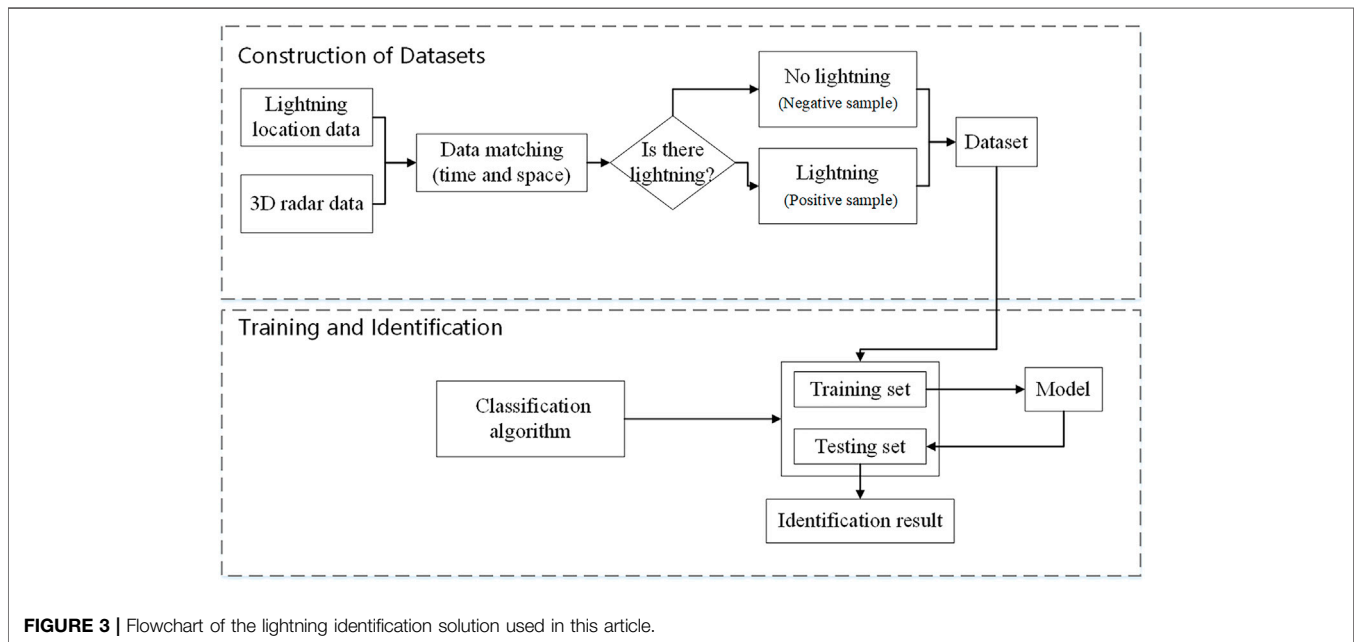 Construction of Datasets
Lightning
location data
3D radar data
Data matching
(time and space)
Is there
lightning?
No lightning
(Negative sample)
Lightning
(Positive sample)
Dataset
Training and Identification
Classification
algorithm
Training set
Testing set
Model
Identification result
FIGURE 3 | Flowchart of the lightning identification solution used in this article.